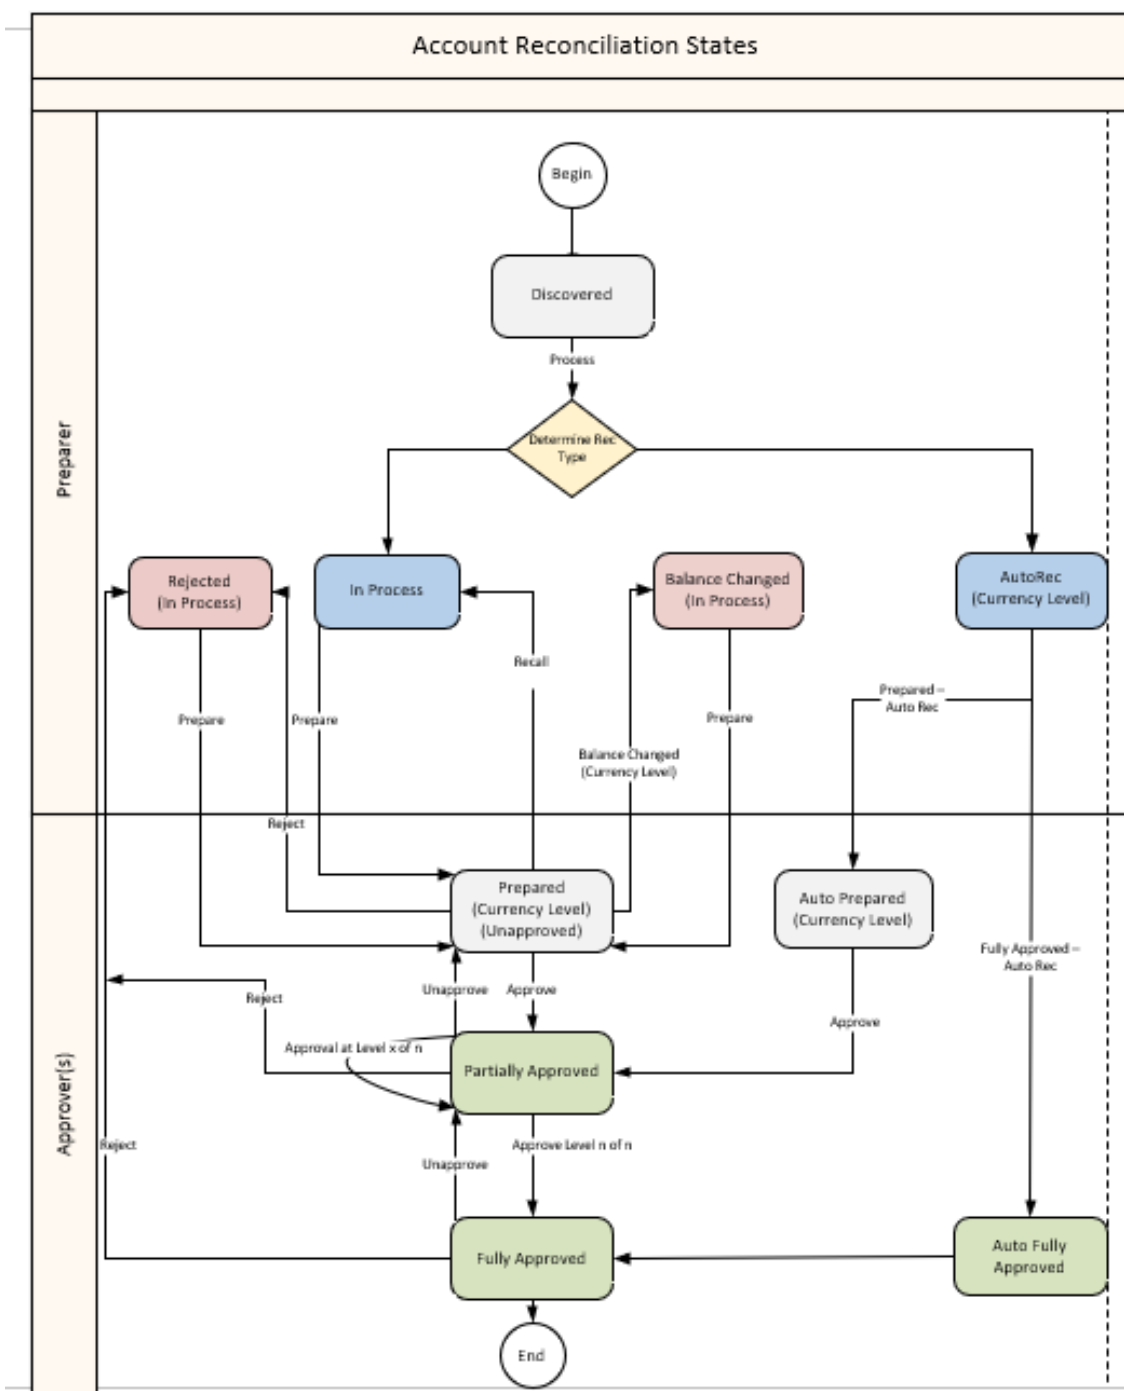 Account Reconciliation States
Preparer
Begin
Discovered
Process
Determine Rec
Type
Rejected
(In Process)
In Process
Balance Changed
(In Process)
AutoRec
(Currency Level)
Recall
Prepared –
Auto Rec
Prepare
Prepare
Prepare
Balance Changed
(Currency Level)
Reject
Approver(s)
Prepared
(Currency Level)
(Unapproved)
Auto Prepared
(Currency Level)
Fully Approved –
Auto Rec
Unapprove
Approve
Reject
Approve
Approval at Level x of n
Partially Approved
Reject
Approve Level n of n
Unapprove
Fully Approved
Auto Fully
Approved
End